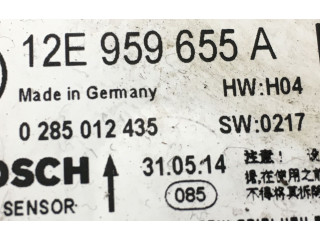 12E 959 655 A
Made in Germany HW:H04
0 285 012 435 SW:0217
OSCH 31.05.14 注意!
085
SENSOR